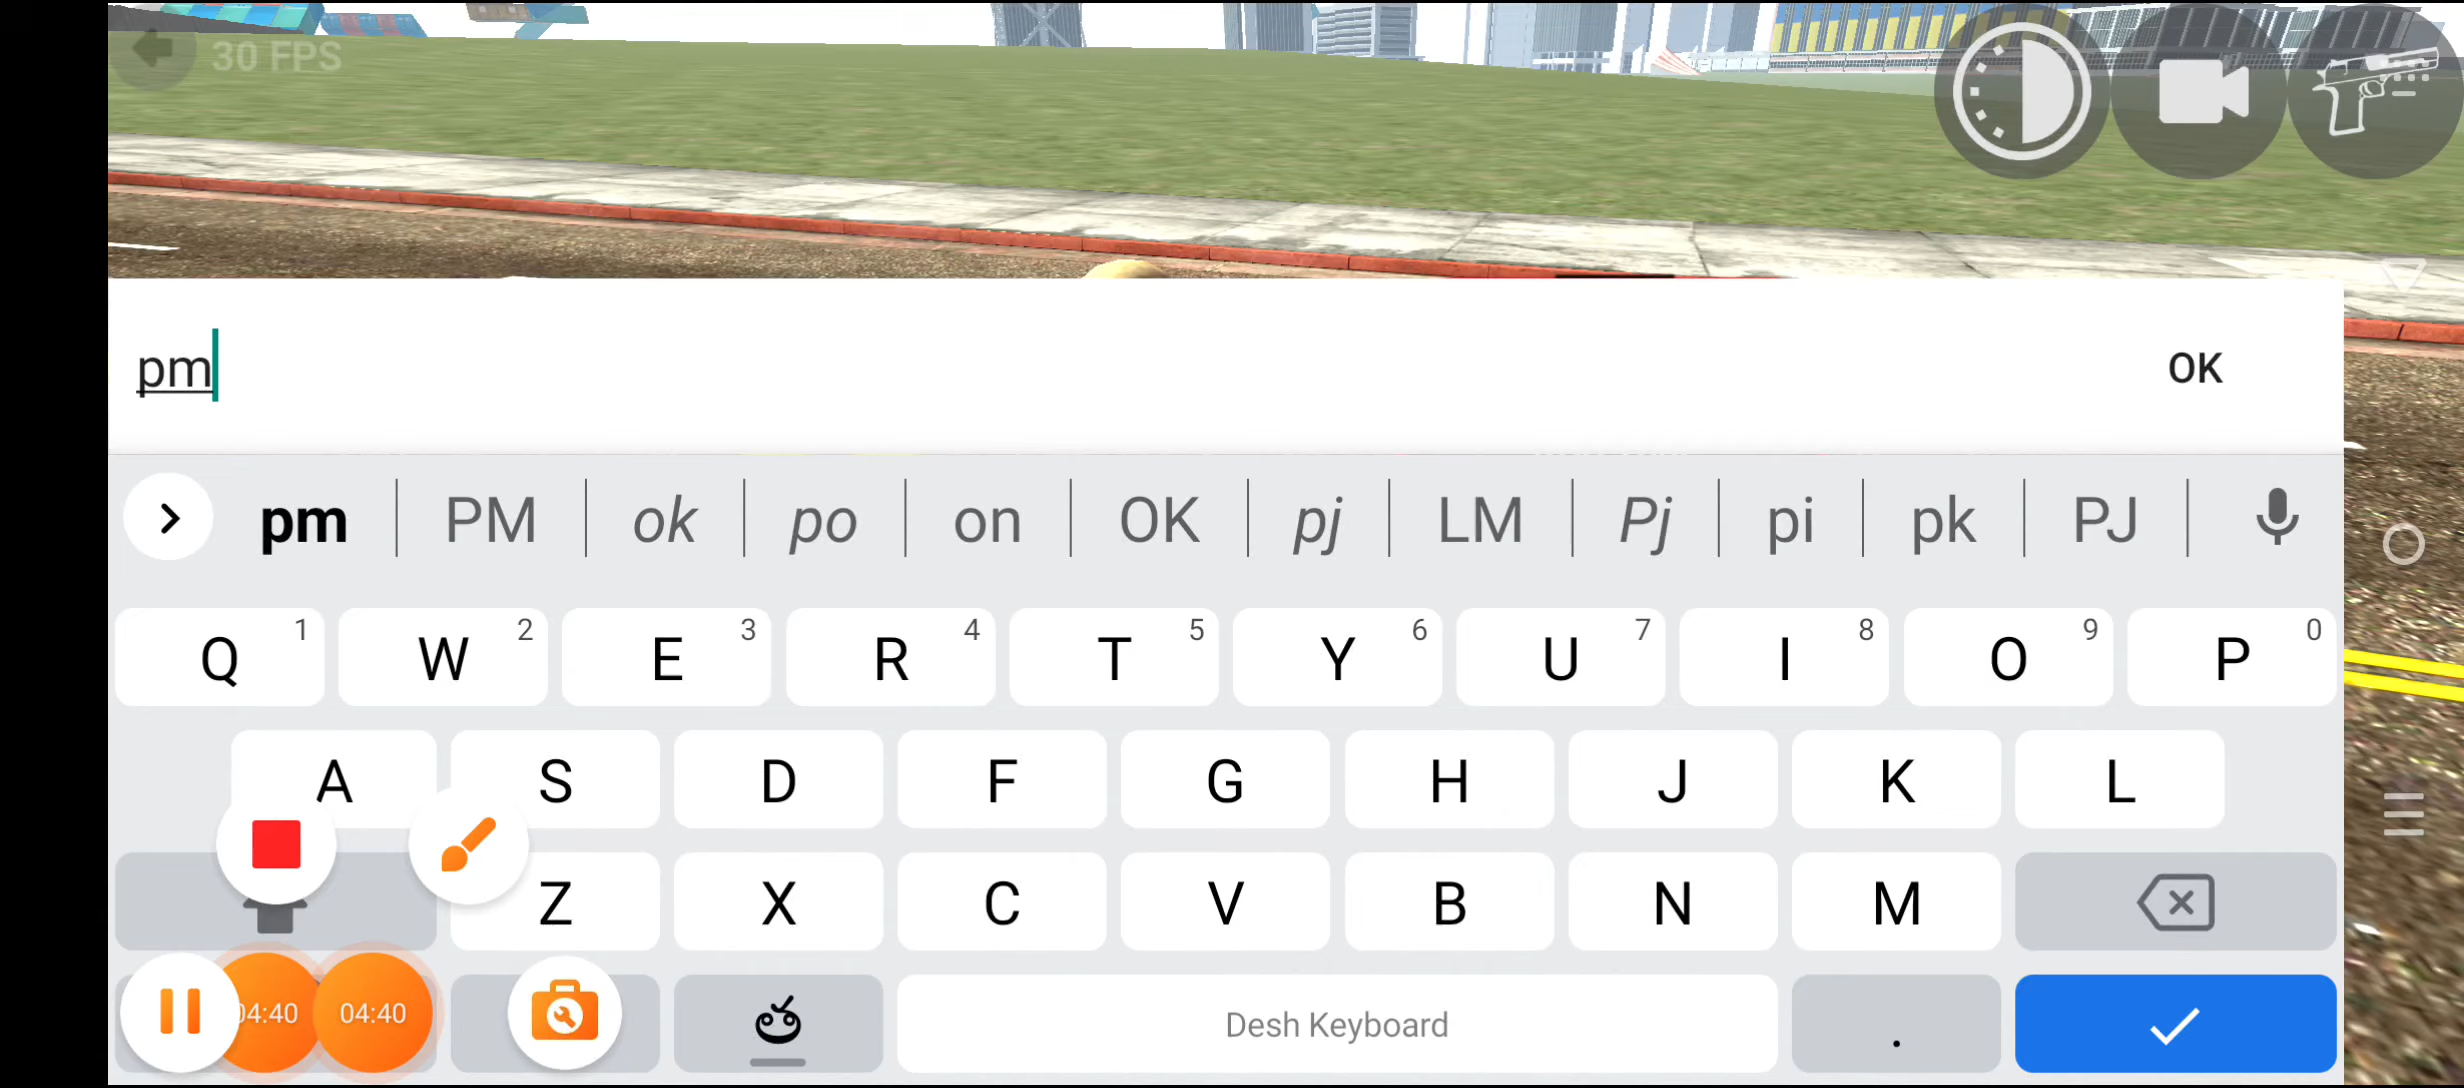 30 FPS
pm OK
pm PM ok po on OK pj LM Pj pi pk PJ
Q 1 W 2 E 3 R 4 T 5 Y 6 U 7 I 8 O 9 P 0
A S D F G H J K L
Z X C V B N M
04:40 04:40 త Desh Keyboard .